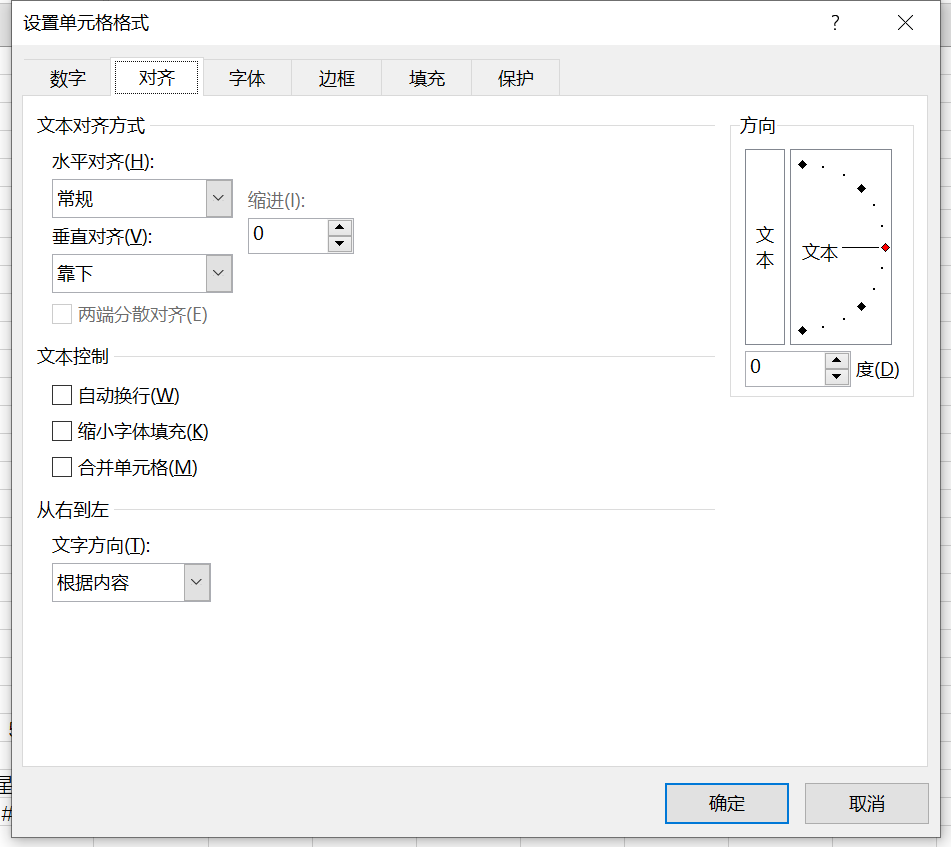 设置单元格格式 ?
数字 对齐 字体 边框 填充 保护
文本对齐方式
水平对齐(H):
常规
缩进(I):
0
垂直对齐(V):
靠下
两端分散对齐(E)
文本控制
自动换行(W)
缩小字体填充(K)
合并单元格(M)
从右到左
文字方向(T):
根据内容
方向
文本
文本
0 度(D)
确定 取消
#